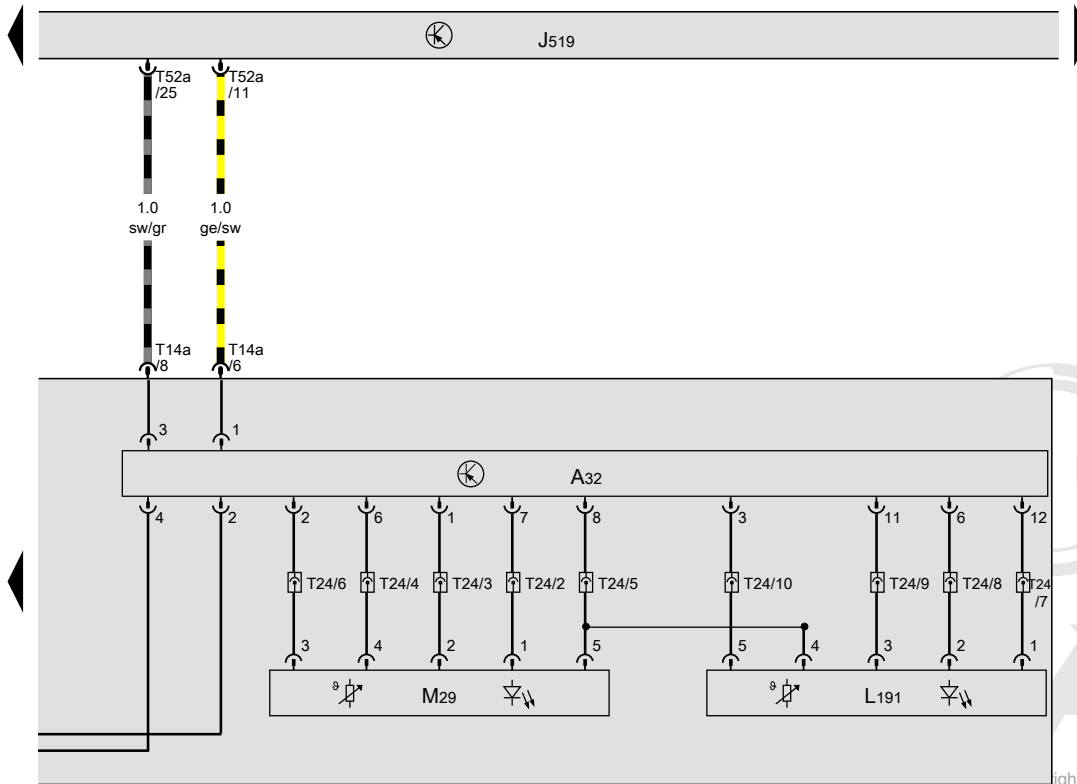 J519
T52a T52a
/25 /11
1.0 1.0
sw/gr ge/sw
T14a T14a
/8 /6
3 1
A32
4 2 2 6 1 7 8 3 11 6 12
T24/6 T24/4 T24/3 T24/2 T24/5 T24/10 T24/9 T24/8 T24
/7
3 4 2 1 5 5 4 3 2 1
ϑ M29 ϑ L191